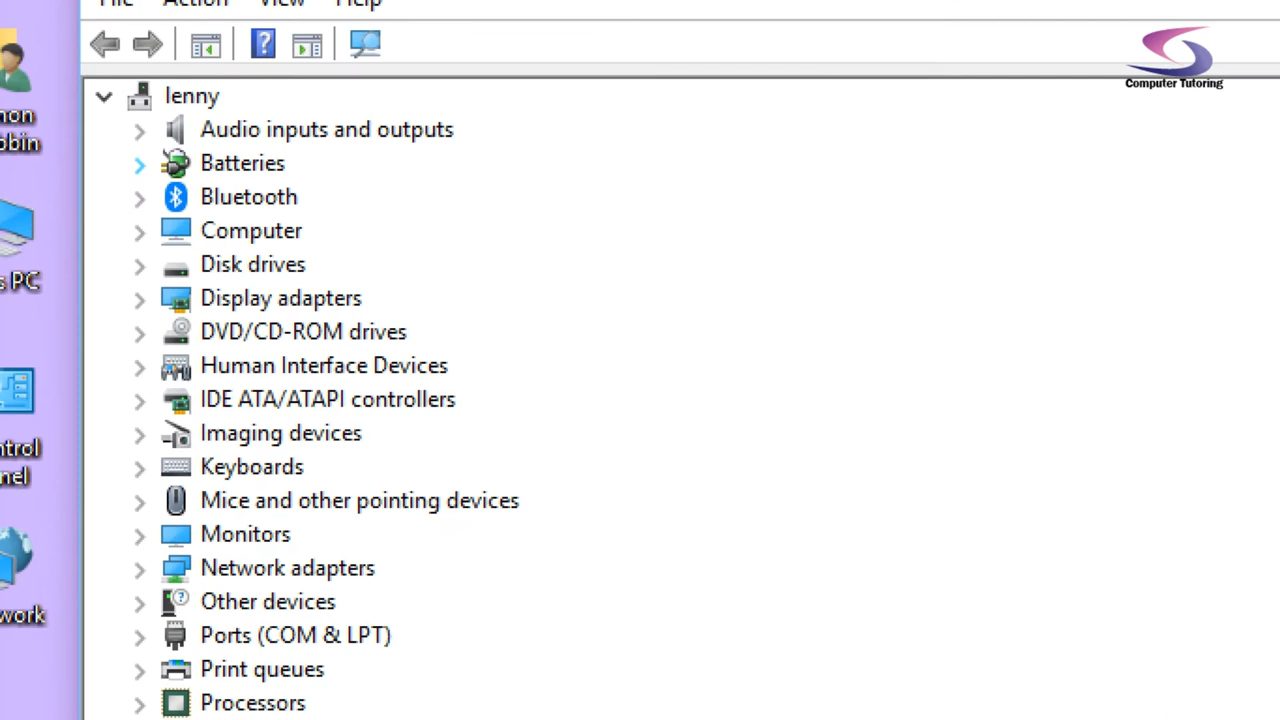 Action
View
Help
Computer Tutoring
lenny
Audio inputs and outputs
Batteries
Bluetooth
Computer
Disk drives
Display adapters
DVD/CD-ROM drives
Human Interface Devices
IDE ATA/ATAPI controllers
Imaging devices
Keyboards
Mice and other pointing devices
Monitors
Network adapters
Other devices
Ports (COM & LPT)
Print queues
Processors
PC